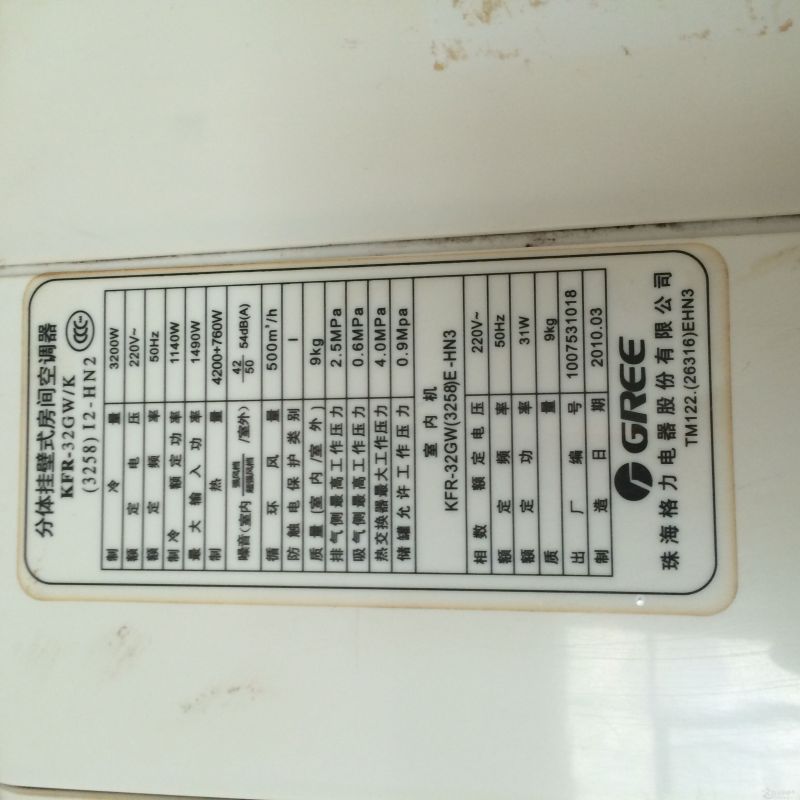 分体挂壁式房间空调器
KFR-32GW/K
(3258) I2-HN2
制冷量 3200W
额定电压 220V~
额定频率 50Hz
制冷额定功率 1140W
最大输入功率 1490W
制热量 4200+760W
噪音(室内 强风档/超强风档 /室外) 42/50 54dB(A)
循环风量 500m³/h
防触电保护类别 I
质量(室内/室外) 9kg
排气侧最高工作压力 2.5MPa
吸气侧最高工作压力 0.6MPa
热交换器最大工作压力 4.0MPa
储罐允许工作压力 0.9Mpa
室内机
KFR-32GW(3258)E-HN3
相数 额定电压 220V~
额定频率 50Hz
额定功率 31W
质量 9kg
出厂编号 1007531018
制造日期 2010.03
GREE
珠海格力电器股份有限公司
TM122.(26316)EHN3